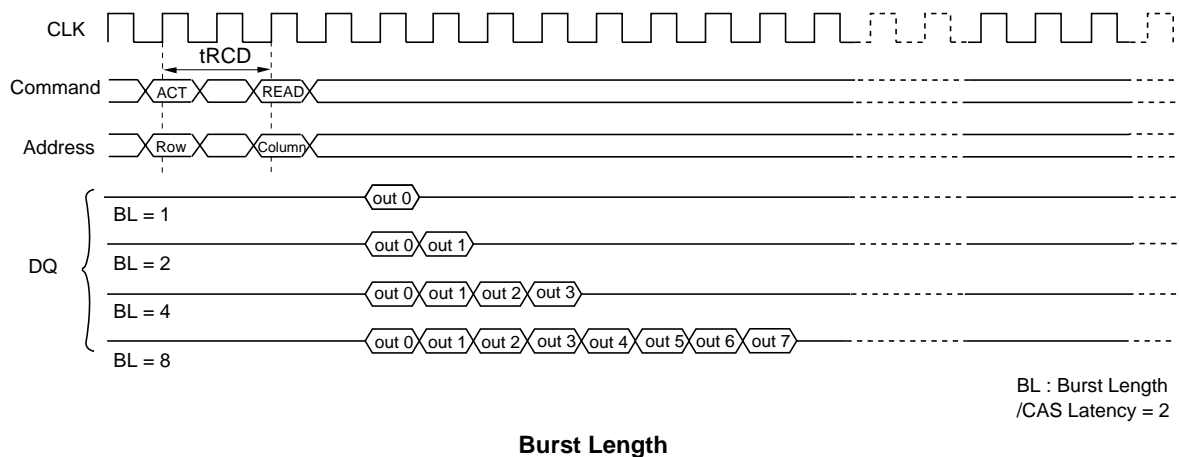 CLK
tRCD
Command ACT READ
Address Row Column
out 0
BL = 1
out 0 out 1
BL = 2
DQ
out 0 out 1 out 2 out 3
BL = 4
out 0 out 1 out 2 out 3 out 4 out 5 out 6 out 7
BL = 8
BL : Burst Length
/CAS Latency = 2
Burst Length